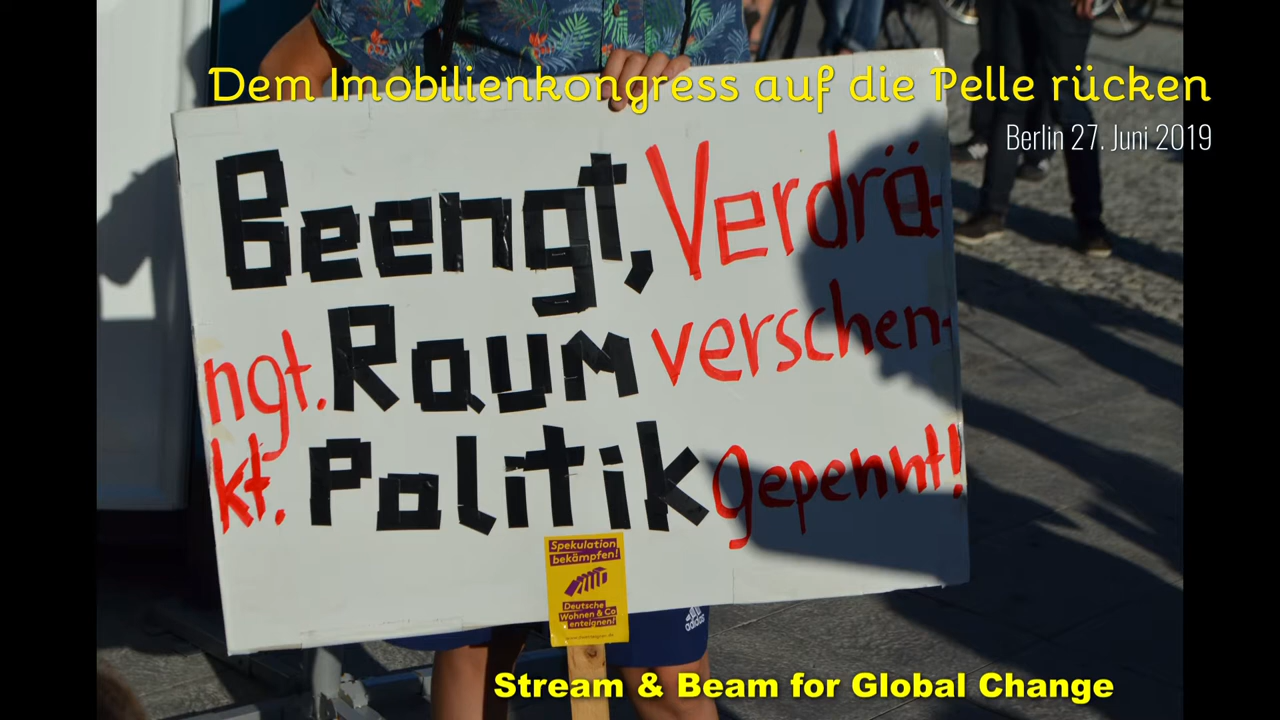 Dem Imobilienkongress auf die Pelle rücken
Berlin 27. Juni 2019
Beengt, Verdrä-
ngt. Raum verschen-
kt. Politik gepennt!
Spekulation
bekämpfen!
Deutsche
Wohnen & Co
enteignen!
adidas
Stream & Beam for Global Change